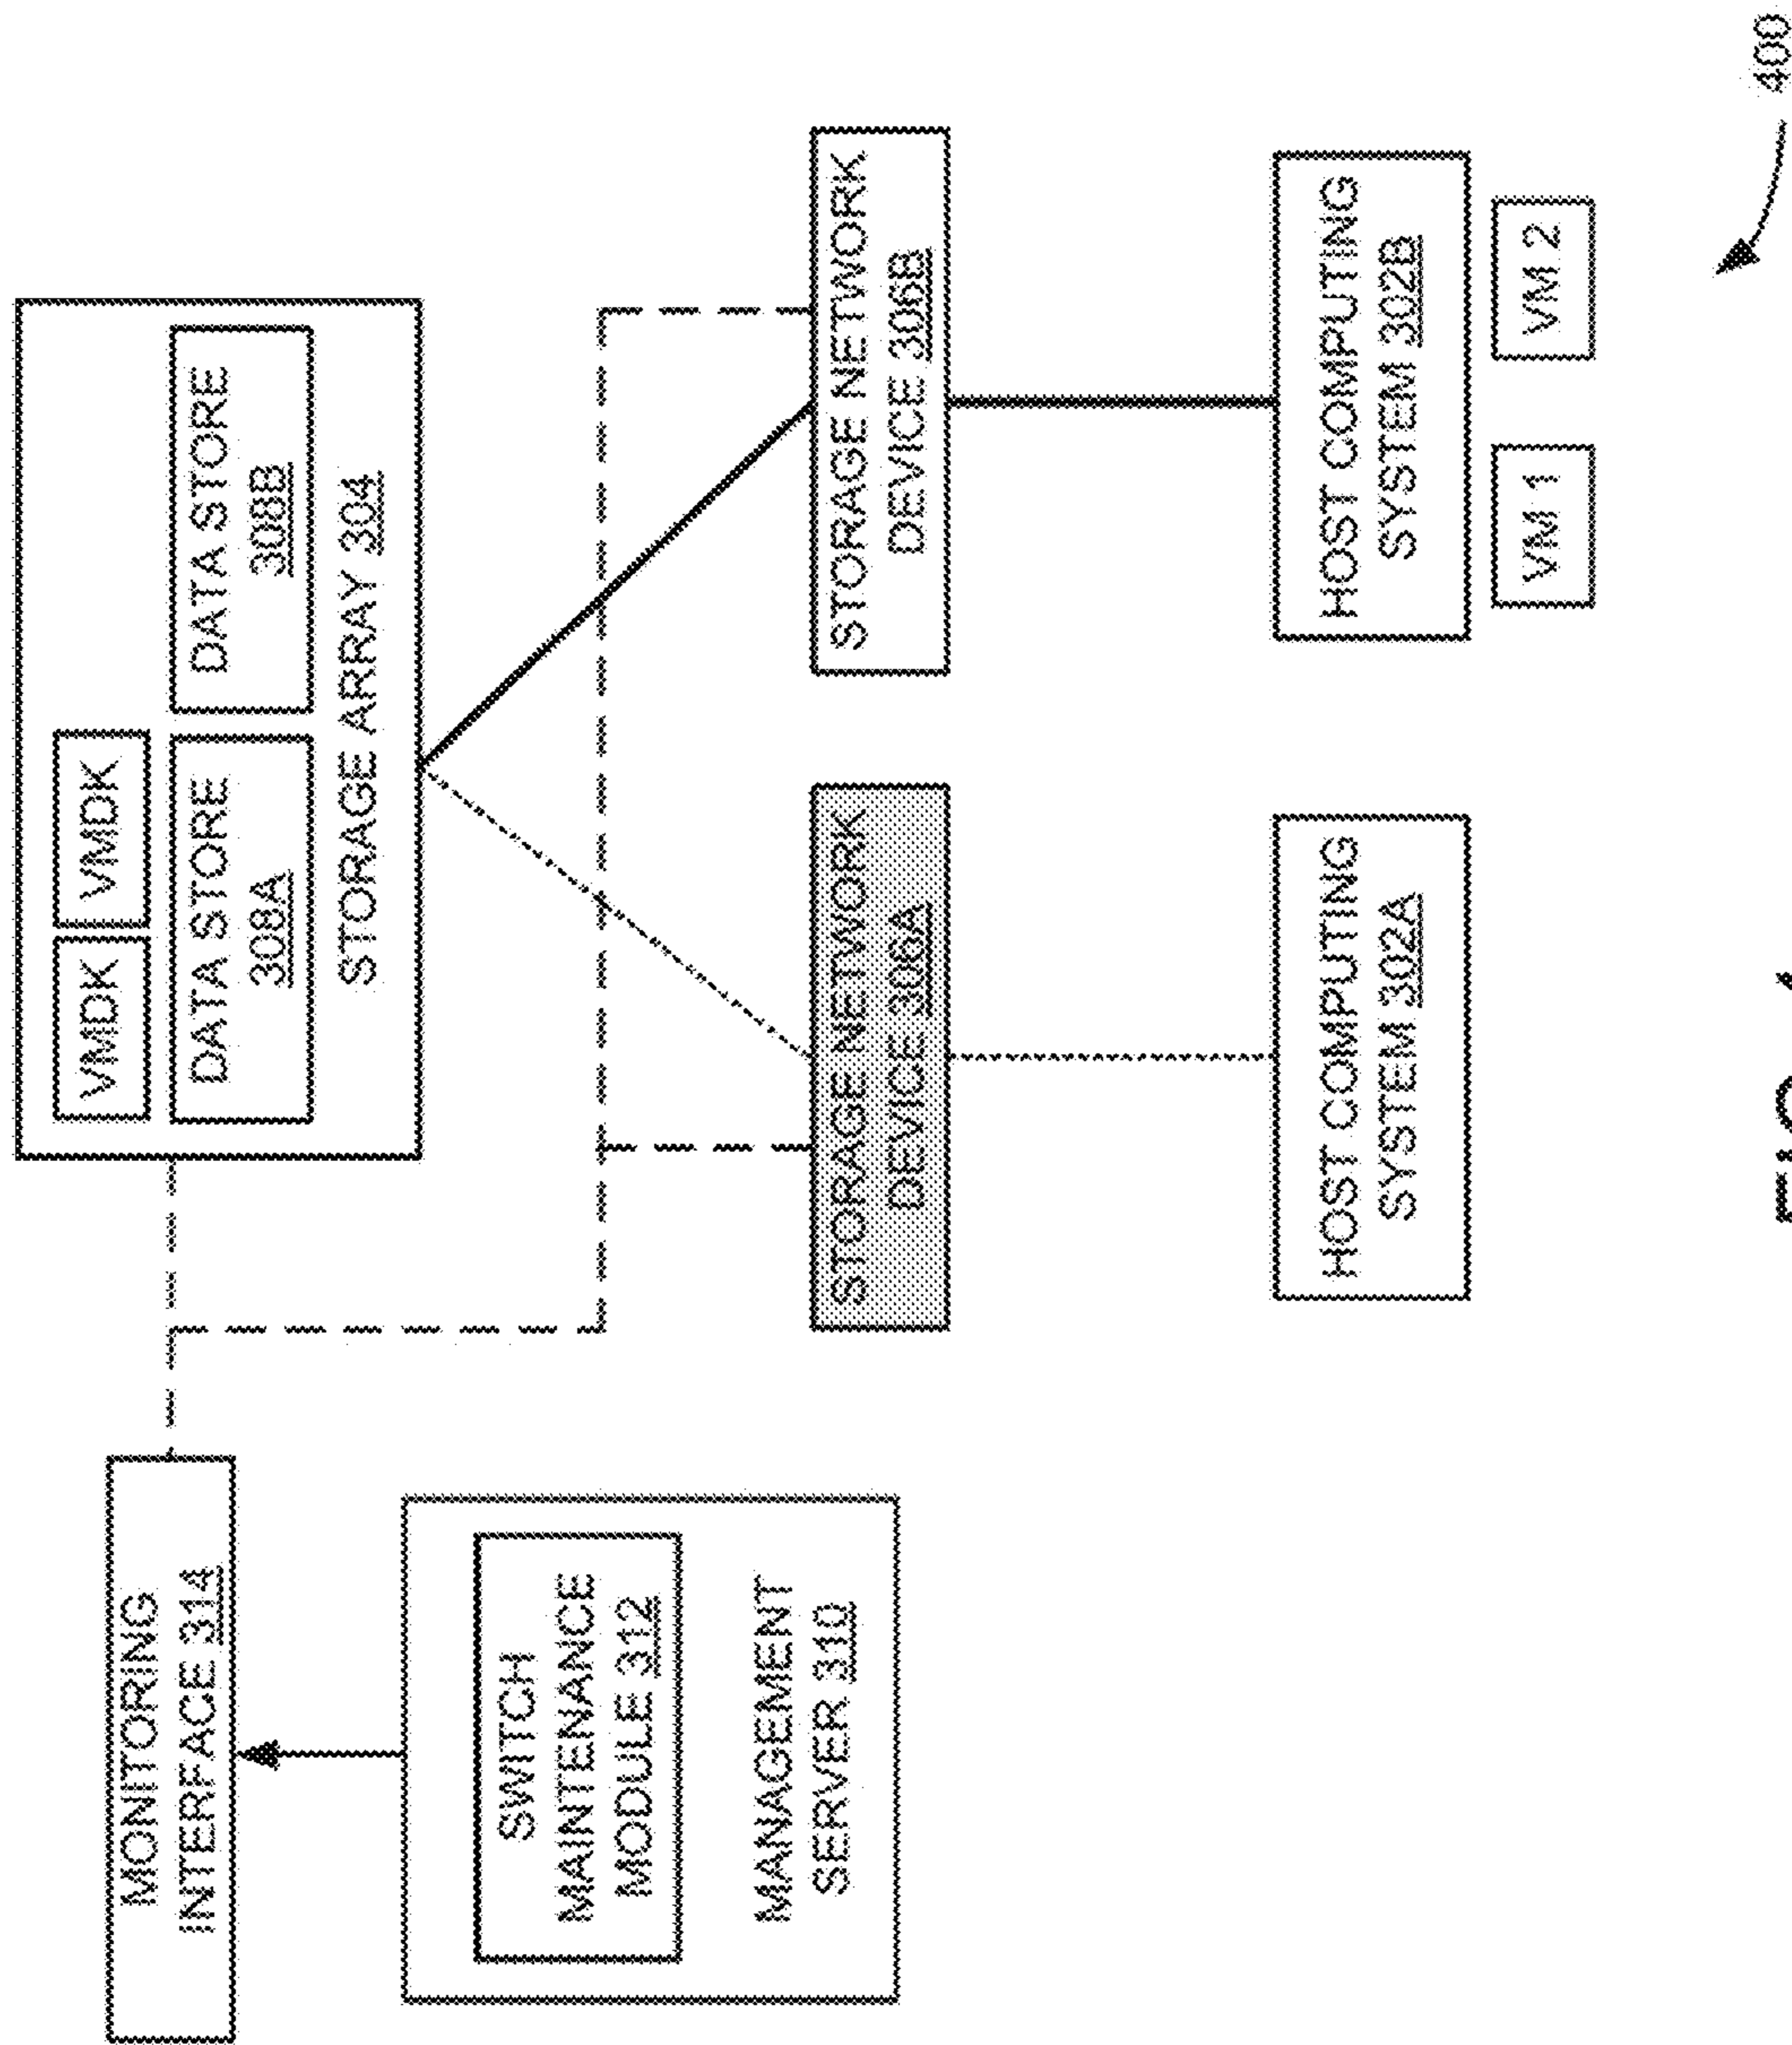 MONITORING
INTERFACE 314
SWITCH
MAINTENANCE
MODULE 312
MANAGEMENT
SERVER 310
VMDK
VMDK
DATA STORE
308A
DATA STORE
308B
STORAGE ARRAY 304
STORAGE NETWORK
DEVICE 306A
STORAGE NETWORK
DEVICE 306B
HOST COMPUTING
SYSTEM 302A
HOST COMPUTING
SYSTEM 302B
VM 1
VM 2
400